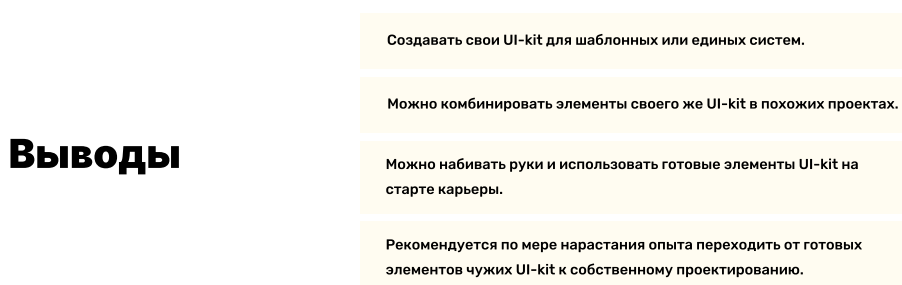 Выводы
Создавать свои UI-kit для шаблонных или единых систем.
Можно комбинировать элементы своего же UI-kit в похожих проектах.
Можно набивать руки и использовать готовые элементы UI-kit на
старте карьеры.
Рекомендуется по мере нарастания опыта переходить от готовых
элементов чужих UI-kit к собственному проектированию.